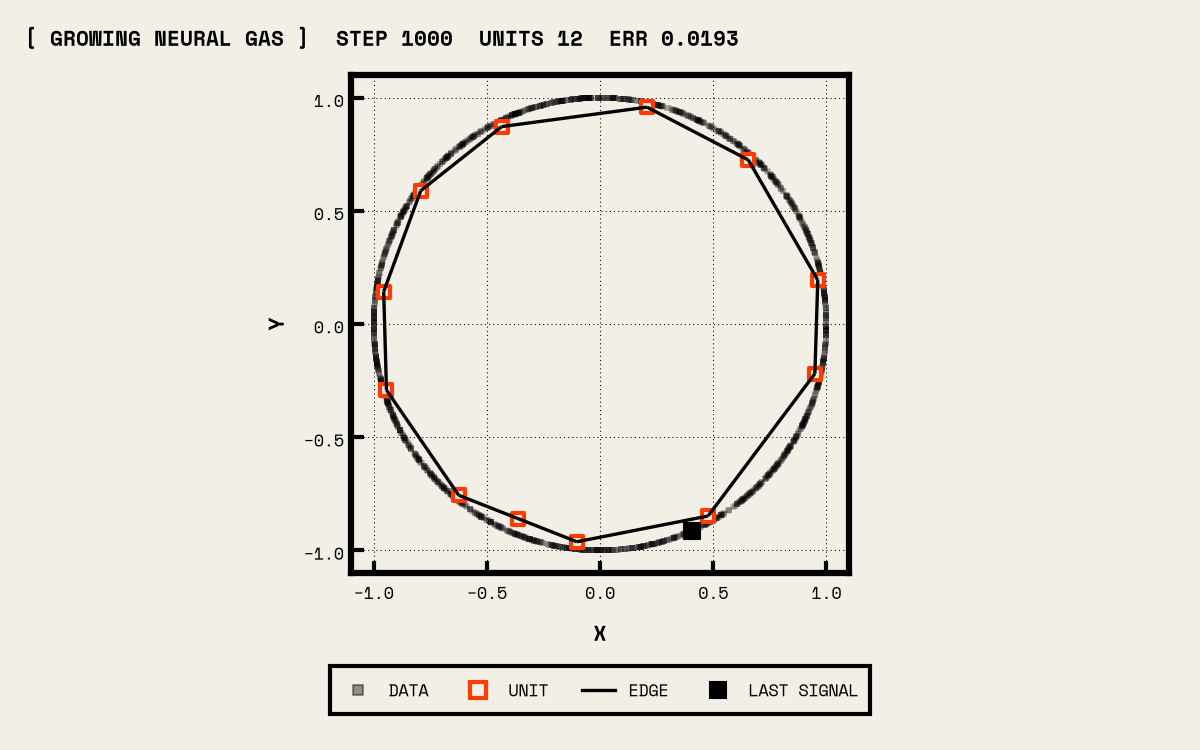 [ GROWING NEURAL GAS ]  STEP 1000  UNITS 12  ERR 0.0193
1.0
0.5
0.0
−0.5
−1.0
Y
−1.0 −0.5 0.0 0.5 1.0
X
DATA UNIT EDGE LAST SIGNAL